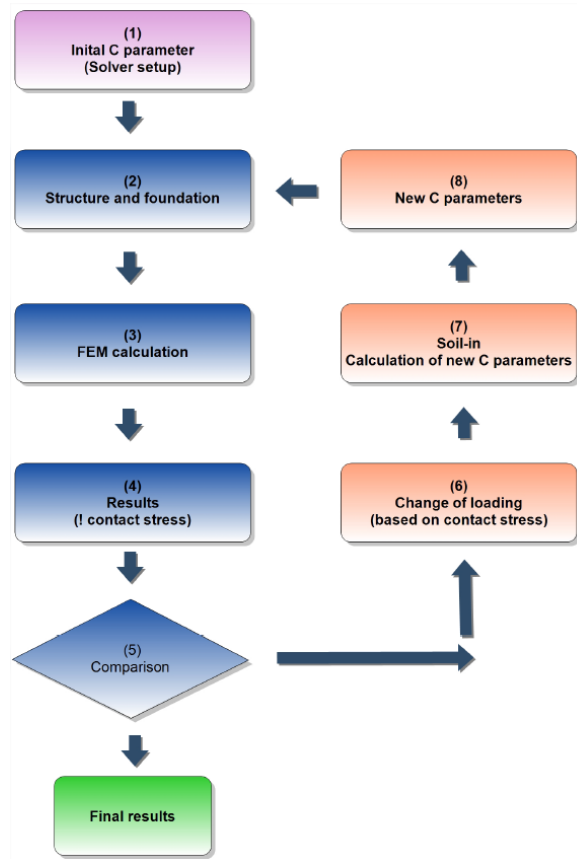 (1)
Inital C parameter
(Solver setup)
(2)
Structure and foundation
(3)
FEM calculation
(4)
Results
(! contact stress)
(5)
Comparison
Final results
(6)
Change of loading
(based on contact stress)
(7)
Soil-in
Calculation of new C parameters
(8)
New C parameters